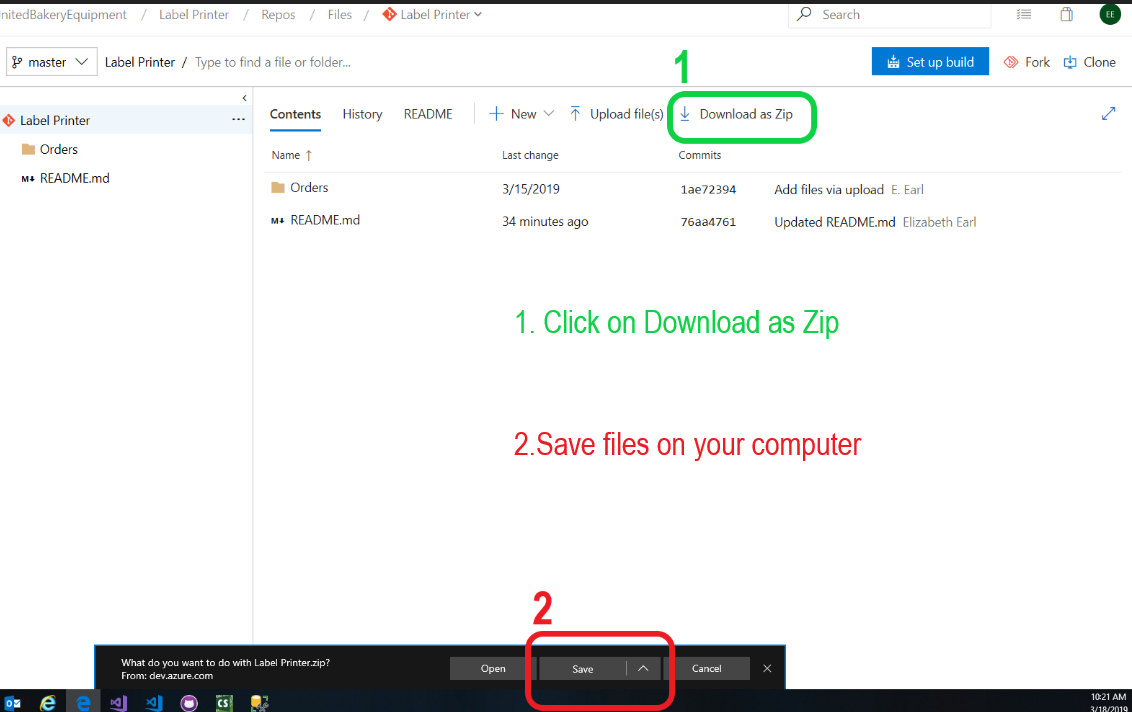 nitedBakeryEquipment / Label Printer / Repos / Files / Label Printer Search EE
master Label Printer / Type to find a file or folder... Set up build Fork Clone
1
Label Printer ...
Orders
README.md
Contents History README New Upload file(s) Download as Zip
Name ↑ Last change Commits
Orders 3/15/2019 1ae72394 Add files via upload E. Earl
README.md 34 minutes ago 76aa4761 Updated README.md Elizabeth Earl
1. Click on Download as Zip
2.Save files on your computer
2
What do you want to do with Label Printer.zip?
From: dev.azure.com
Open Save Cancel
10:21 AM
3/18/2019